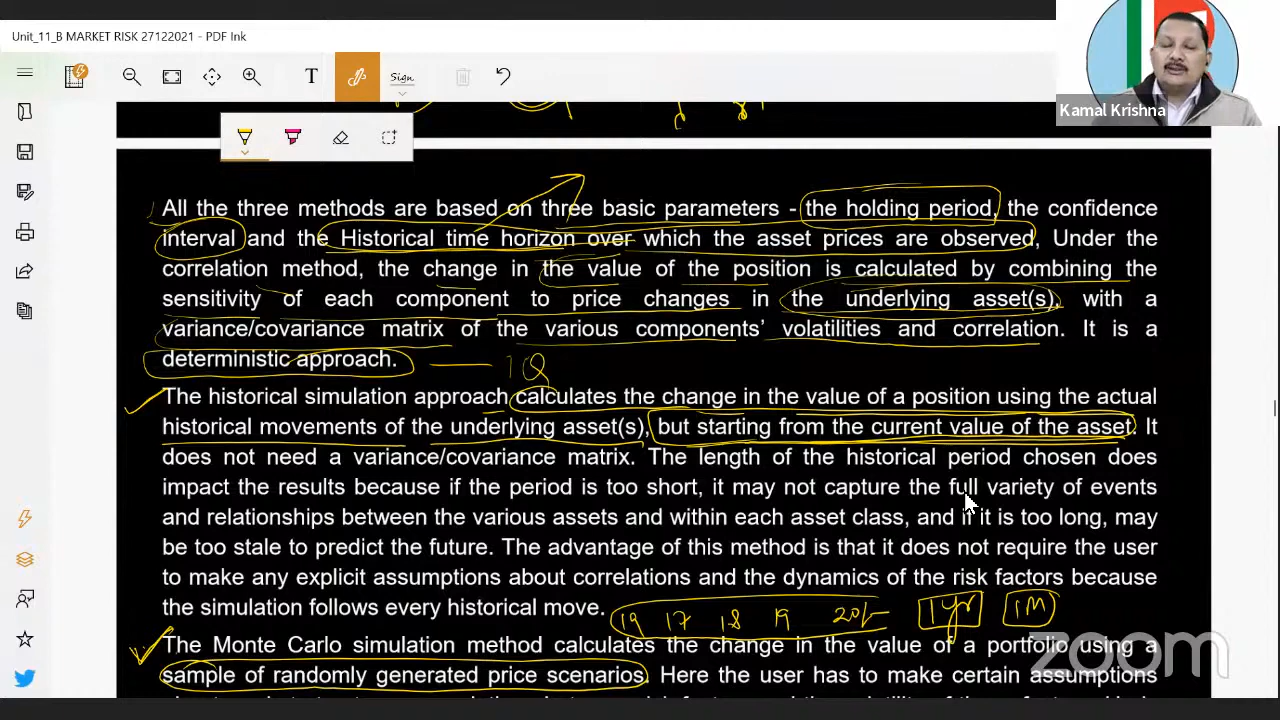 Unit_11_B MARKET RISK 27122021 - PDF Ink
T
Sign
Kamal Krishna
All the three methods are based on three basic parameters - the holding period, the confidence
interval and the Historical time horizon over which the asset prices are observed, Under the
correlation method, the change in the value of the position is calculated by combining the
sensitivity of each component to price changes in the underlying asset(s), with a
variance/covariance matrix of the various components’ volatilities and correlation. It is a
deterministic approach.
The historical simulation approach calculates the change in the value of a position using the actual
historical movements of the underlying asset(s), but starting from the current value of the asset. It
does not need a variance/covariance matrix. The length of the historical period chosen does
impact the results because if the period is too short, it may not capture the full variety of events
and relationships between the various assets and within each asset class, and if it is too long, may
be too stale to predict the future. The advantage of this method is that it does not require the user
to make any explicit assumptions about correlations and the dynamics of the risk factors because
the simulation follows every historical move.
17 18 19 1yr 1M
The Monte Carlo simulation method calculates the change in the value of a portfolio using a
sample of randomly generated price scenarios. Here the user has to make certain assumptions
zoom